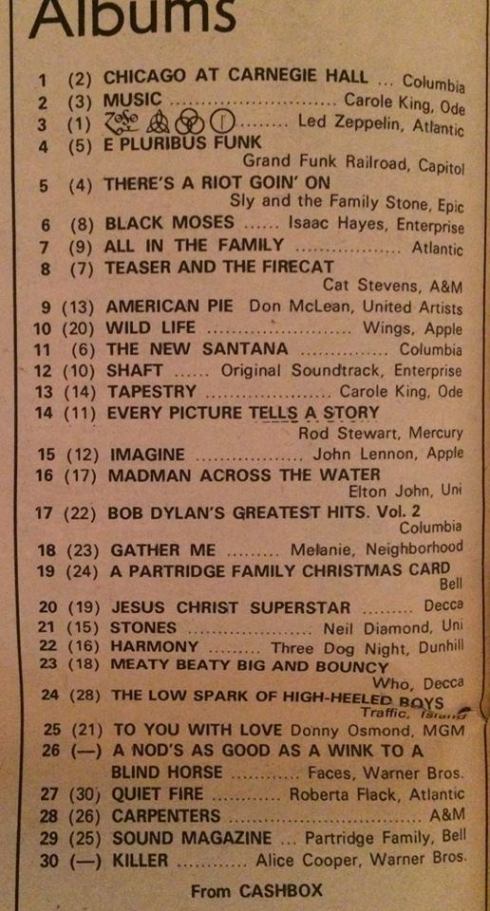 Albums
1 (2) CHICAGO AT CARNEGIE HALL ... Columbia
2 (3) MUSIC ............................ Carole King, Ode
3 (1) ........ Led Zeppelin, Atlantic
4 (5) E PLURIBUS FUNK
Grand Funk Railroad, Capitol
5 (4) THERE'S A RIOT GOIN' ON
Sly and the Family Stone, Epic
6 (8) BLACK MOSES ...... Isaac Hayes, Enterprise
7 (9) ALL IN THE FAMILY .................. Atlantic
8 (7) TEASER AND THE FIRECAT
Cat Stevens, A&M
9 (13) AMERICAN PIE Don McLean, United Artists
10 (20) WILD LIFE ........................ Wings, Apple
11 (6) THE NEW SANTANA ............... Columbia
12 (10) SHAFT ...... Original Soundtrack, Enterprise
13 (14) TAPESTRY ..................... Carole King, Ode
14 (11) EVERY PICTURE TELLS A STORY
Rod Stewart, Mercury
15 (12) IMAGINE .................. John Lennon, Apple
16 (17) MADMAN ACROSS THE WATER
Elton John, Uni
17 (22) BOB DYLAN'S GREATEST HITS. Vol. 2
Columbia
18 (23) GATHER ME ......... Melanie, Neighborhood
19 (24) A PARTRIDGE FAMILY CHRISTMAS CARD
Bell
20 (19) JESUS CHRIST SUPERSTAR ......... Decca
21 (15) STONES .................... Neil Diamond, Uni
22 (16) HARMONY .......... Three Dog Night, Dunhill
23 (18) MEATY BEATY BIG AND BOUNCY
Who, Decca
24 (28) THE LOW SPARK OF HIGH-HEELED BOYS
Traffic, Island
25 (21) TO YOU WITH LOVE Donny Osmond, MGM
26 (—) A NOD'S AS GOOD AS A WINK TO A
BLIND HORSE ........... Faces, Warner Bros.
27 (30) QUIET FIRE ........... Roberta Flack, Atlantic
28 (26) CARPENTERS .............................. A&M
29 (25) SOUND MAGAZINE ... Partridge Family, Bell
30 (—) KILLER ............ Alice Cooper, Warner Bros.
From CASHBOX